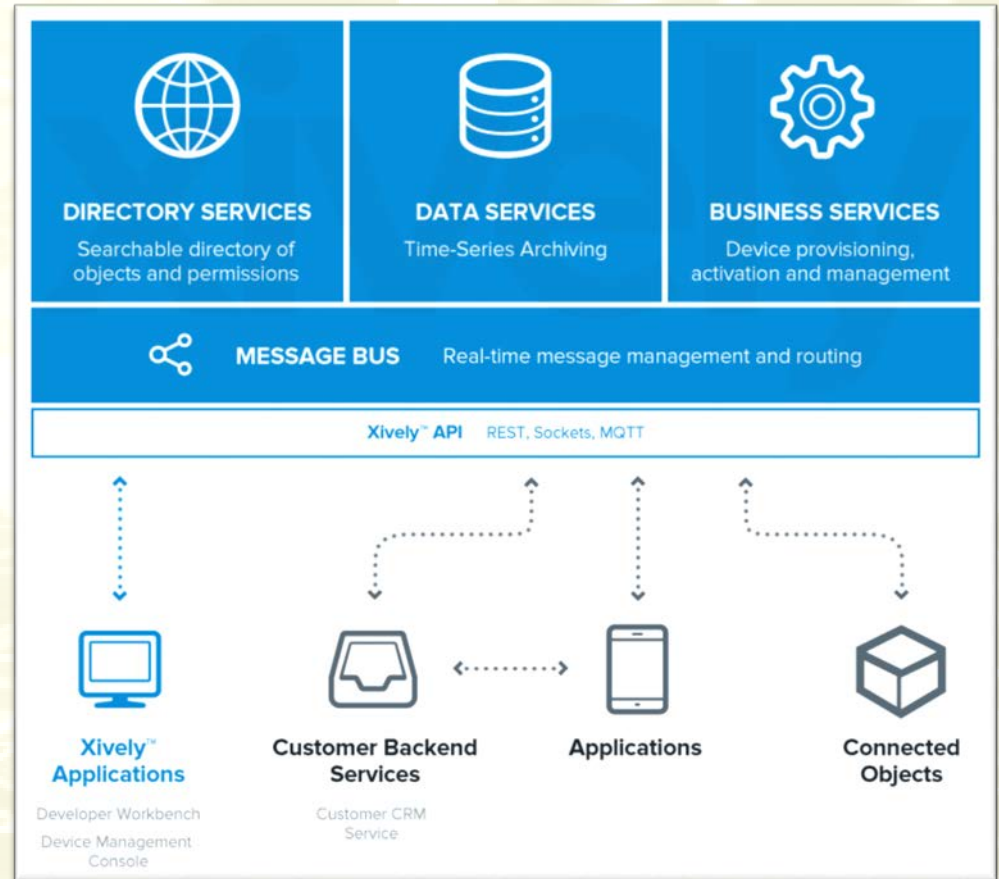 DIRECTORY SERVICES
Searchable directory of
objects and permissions
DATA SERVICES
Time-Series Archiving
BUSINESS SERVICES
Device provisioning,
activation and management
MESSAGE BUS Real-time message management and routing
Xively™ API REST, Sockets, MQTT
Xively™
Applications
Developer Workbench
Device Management
Console
Customer Backend
Services
Customer CRM
Service
Applications
Connected
Objects